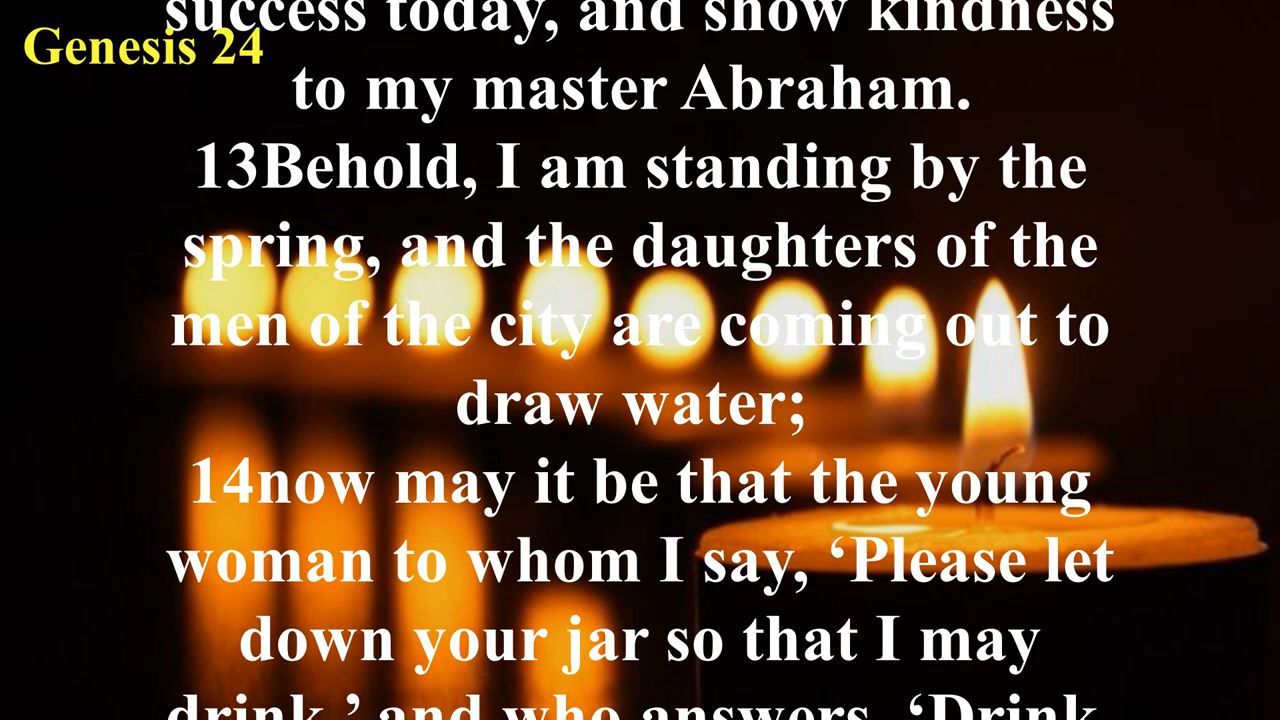 Genesis 24
success today, and show kindness
to my master Abraham.
13Behold, I am standing by the
spring, and the daughters of the
men of the city are coming out to
draw water;
14now may it be that the young
woman to whom I say, ‘Please let
down your jar so that I may
drink,’ and who answers, ‘Drink,